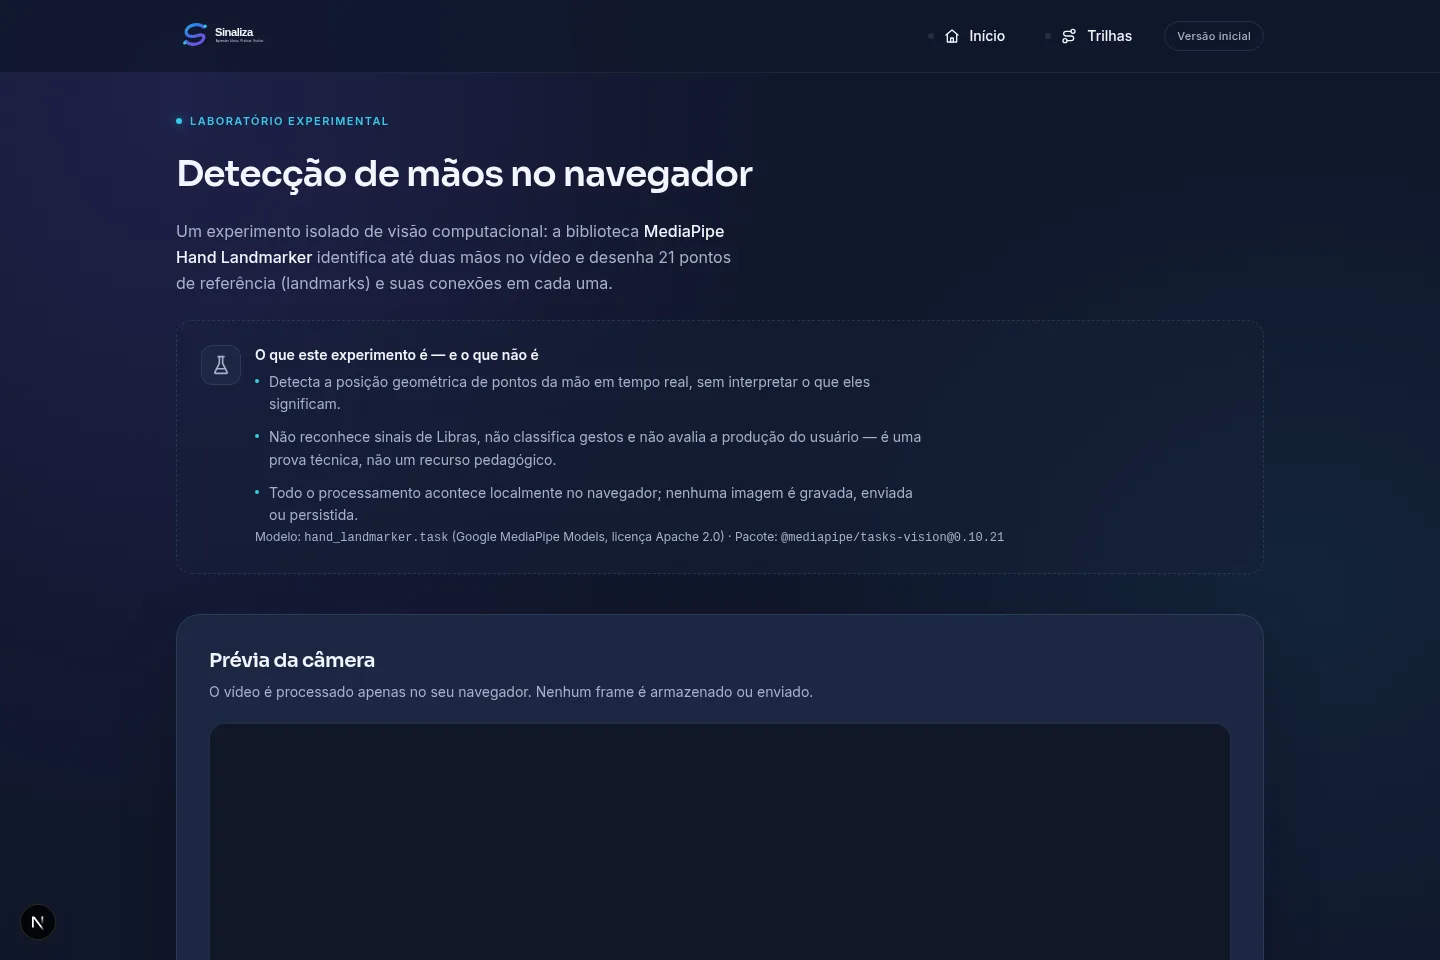 Sinaliza
Início
Trilhas
Versão inicial
LABORATÓRIO EXPERIMENTAL
Detecção de mãos no navegador
Um experimento isolado de visão computacional: a biblioteca MediaPipe
Hand Landmarker identifica até duas mãos no vídeo e desenha 21 pontos
de referência (landmarks) e suas conexões em cada uma.
O que este experimento é — e o que não é
Detecta a posição geométrica de pontos da mão em tempo real, sem interpretar o que eles
significam.
Não reconhece sinais de Libras, não classifica gestos e não avalia a produção do usuário — é uma
prova técnica, não um recurso pedagógico.
Todo o processamento acontece localmente no navegador; nenhuma imagem é gravada, enviada
ou persistida.
Modelo: hand_landmarker.task (Google MediaPipe Models, licença Apache 2.0) · Pacote: @mediapipe/tasks-vision@0.10.21
Prévia da câmera
O vídeo é processado apenas no seu navegador. Nenhum frame é armazenado ou enviado.
N